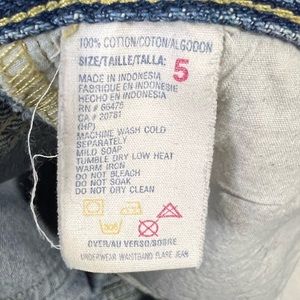 100% COTTON/COTON/ALGODON
SIZE/TAILLE/TALLA: 5
MADE IN INDONESIA
FABRIQUE EN INDONESIE
HECHO EN INDONESIA
RN # 66475
CA # 20781
(HP)
MACHINE WASH COLD
SEPARATELY
MILD SOAP
TUMBLE DRY LOW HEAT
WARM IRON
DO NOT BLEACH
DO NOT SOAK
DO NOT DRY CLEAN
OVER/AU VERSO/SOBRE
UNDERWEAR WAISTBAND FLARE JEAN